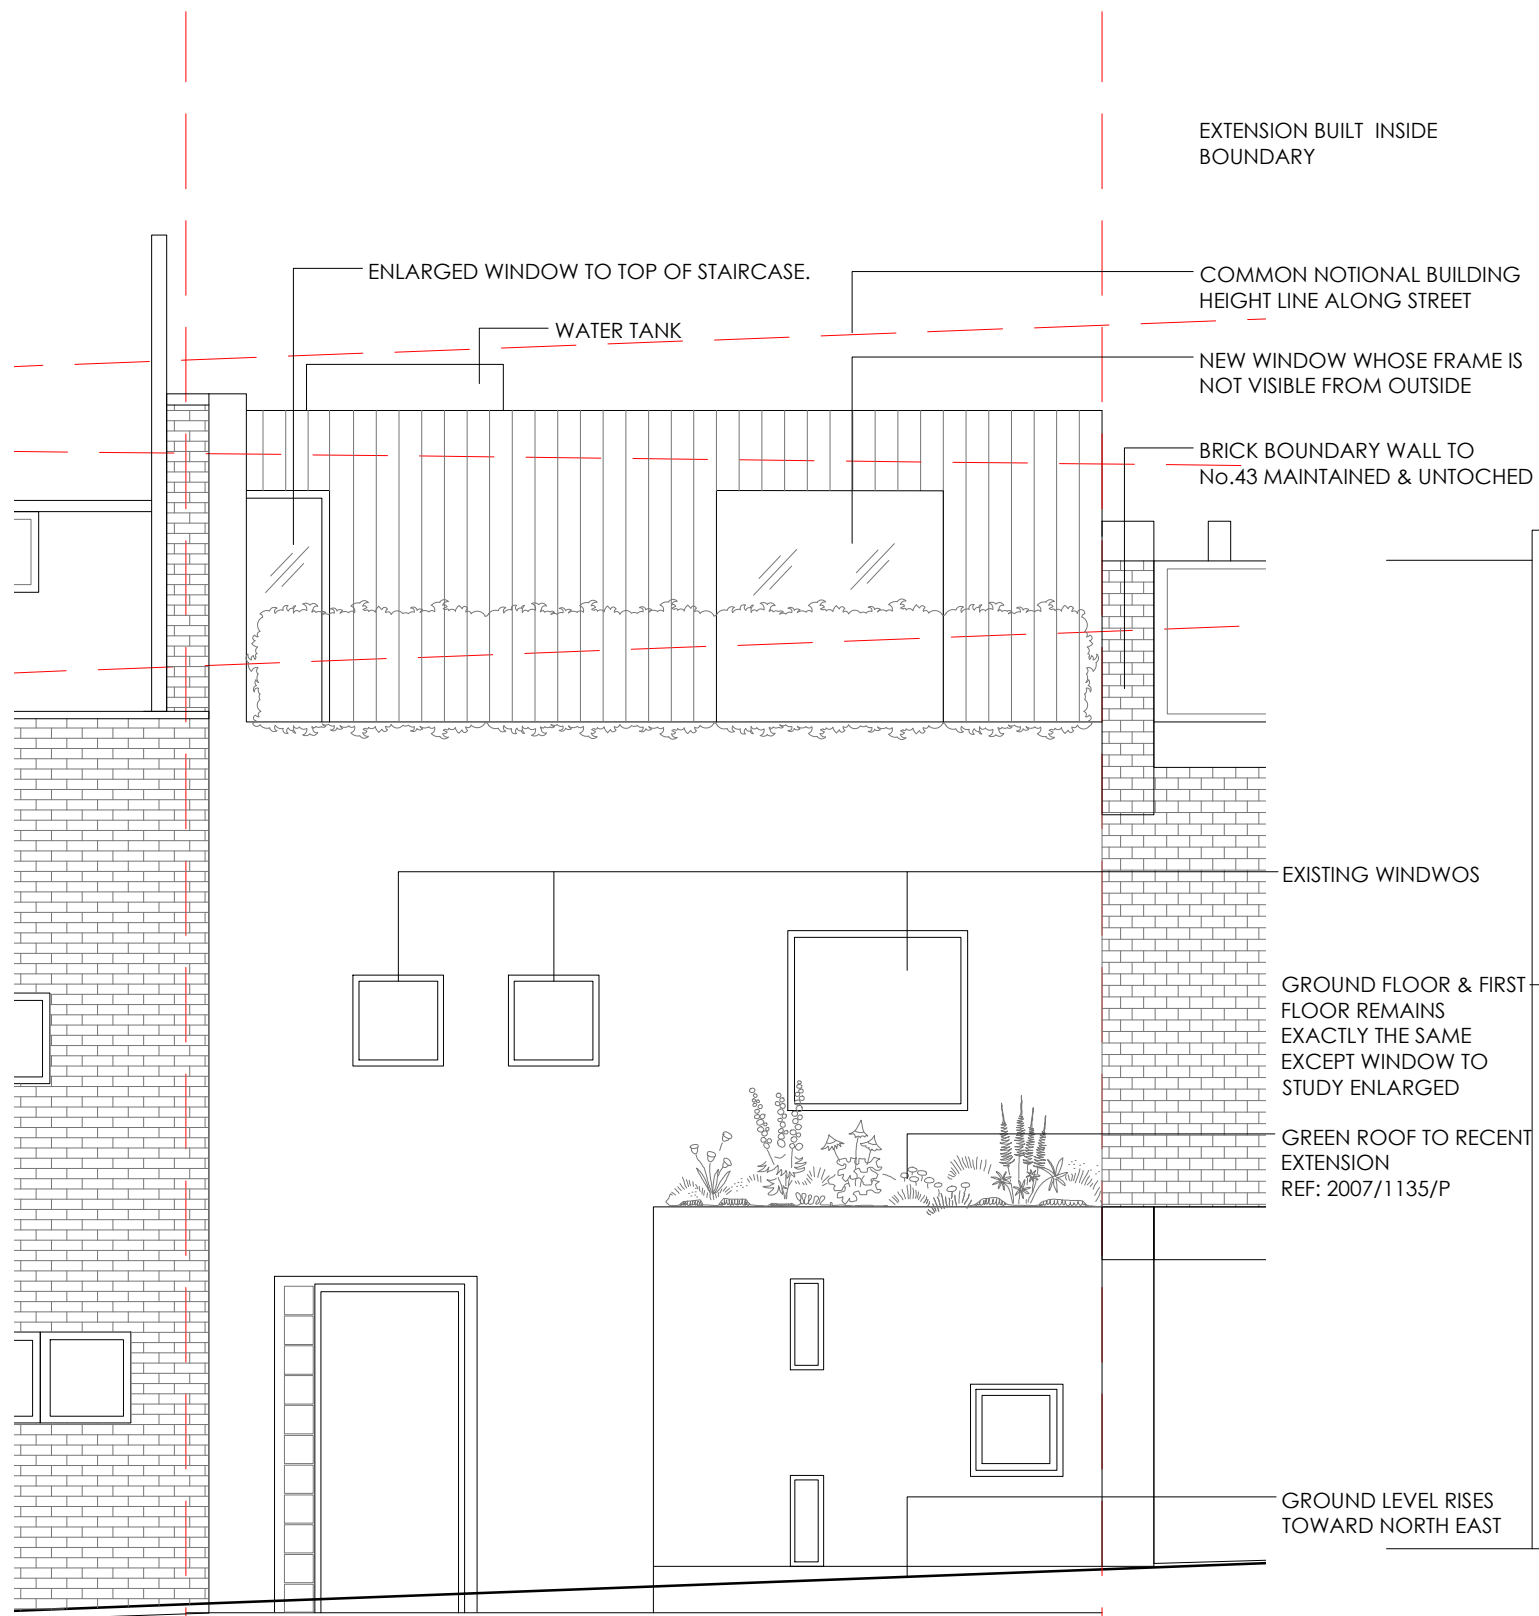 EXTENSION BUILT INSIDE
BOUNDARY
ENLARGED WINDOW TO TOP OF STAIRCASE.
WATER TANK
COMMON NOTIONAL BUILDING
HEIGHT LINE ALONG STREET
NEW WINDOW WHOSE FRAME IS
NOT VISIBLE FROM OUTSIDE
BRICK BOUNDARY WALL TO
No.43 MAINTAINED & UNTOCHED
EXISTING WINDWOS
GROUND FLOOR & FIRST
FLOOR REMAINS
EXACTLY THE SAME
EXCEPT WINDOW TO
STUDY ENLARGED
GREEN ROOF TO RECENT
EXTENSION
REF: 2007/1135/P
GROUND LEVEL RISES
TOWARD NORTH EAST